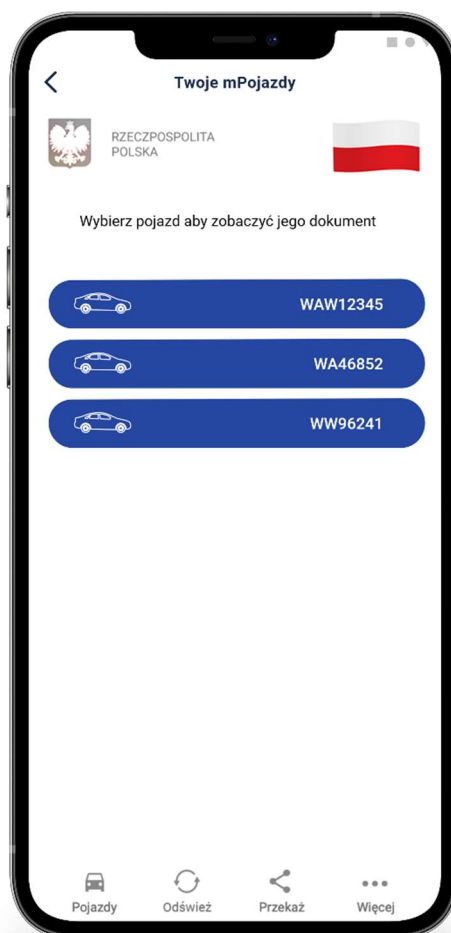 Twoje mPojazdy
RZECZPOSPOLITA
POLSKA
Wybierz pojazd aby zobaczyć jego dokument
WAW12345
WA46852
WW96241
Pojazdy Odśwież Przekaż Więcej